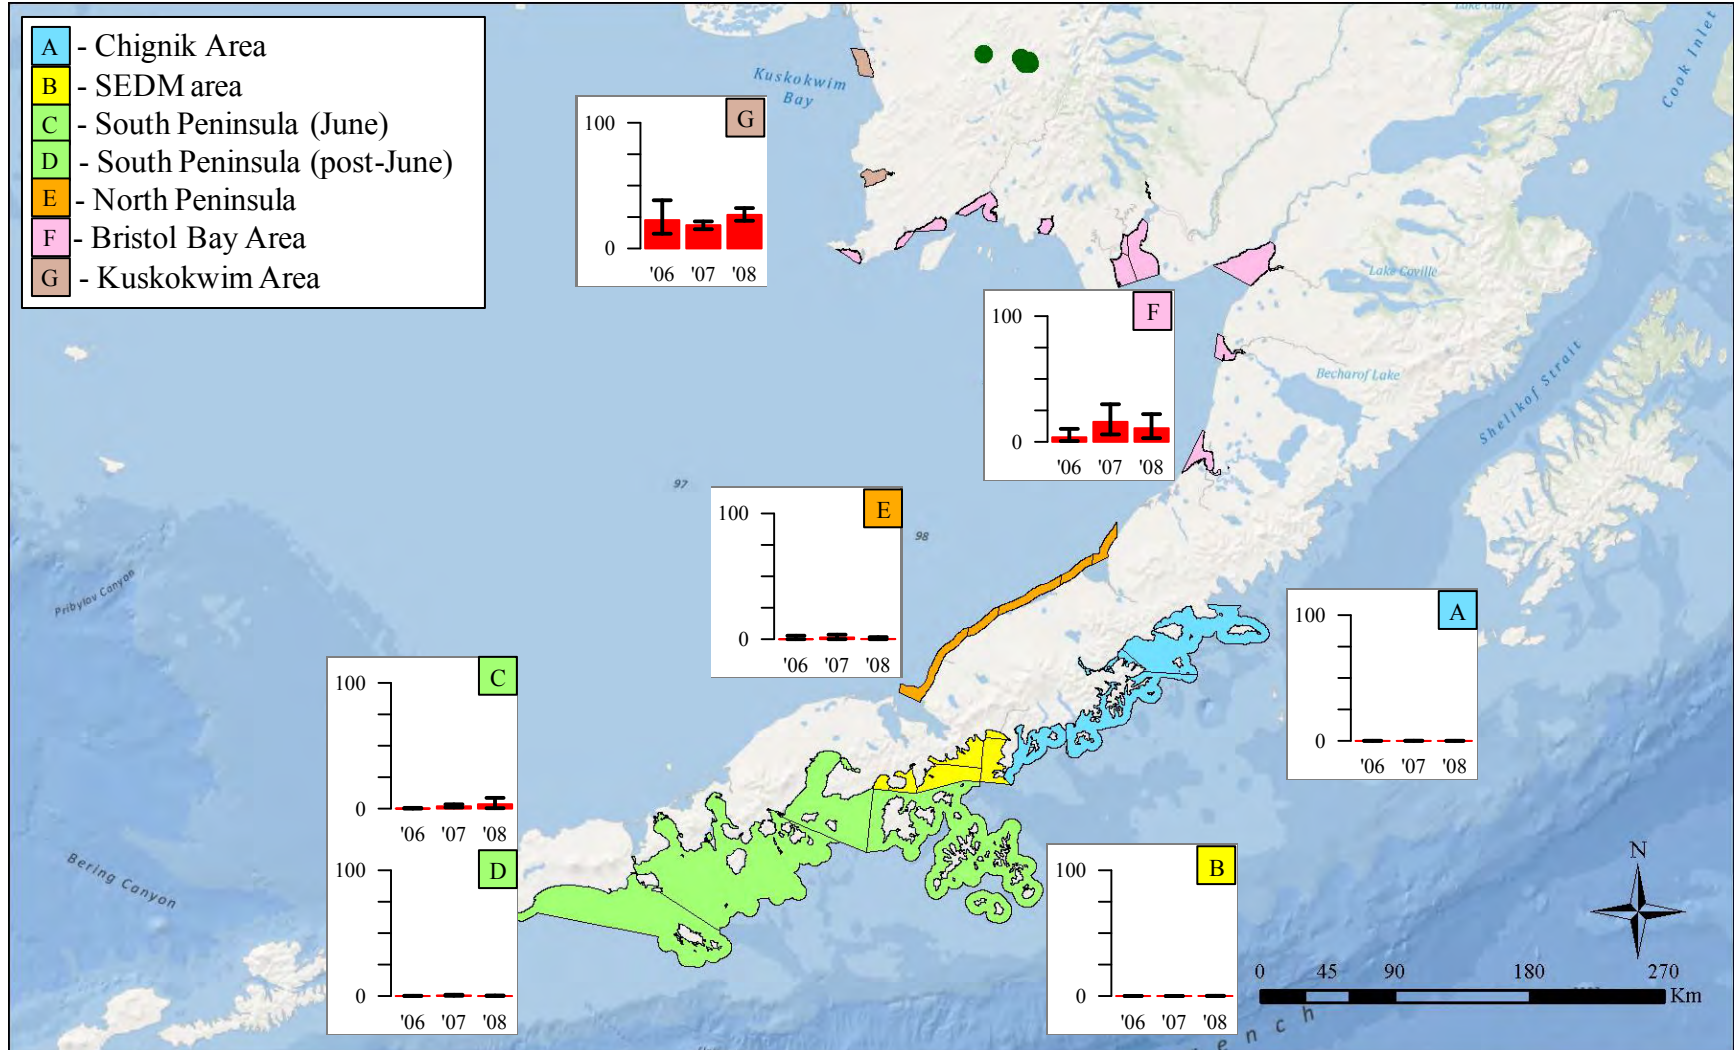 A - Chignik Area
B - SEDM area
C - South Peninsula (June)
D - South Peninsula (post-June)
E - North Peninsula
F - Bristol Bay Area
G - Kuskokwim Area
Lake Clark
Cook Inlet
Kuskokwim
Bay
100
G
0
'06 '07 '08
Lake Coville
100
F
0
'06 '07 '08
Becharof Lake
Shelikof Strait
97
98
100
E
0
'06 '07 '08
Pribylov Canyon
100
A
0
'06 '07 '08
100
C
0
'06 '07 '08
Bering Canyon
100
D
0
'06 '07 '08
100
B
0
'06 '07 '08
N
0 45 90 180 270
Km